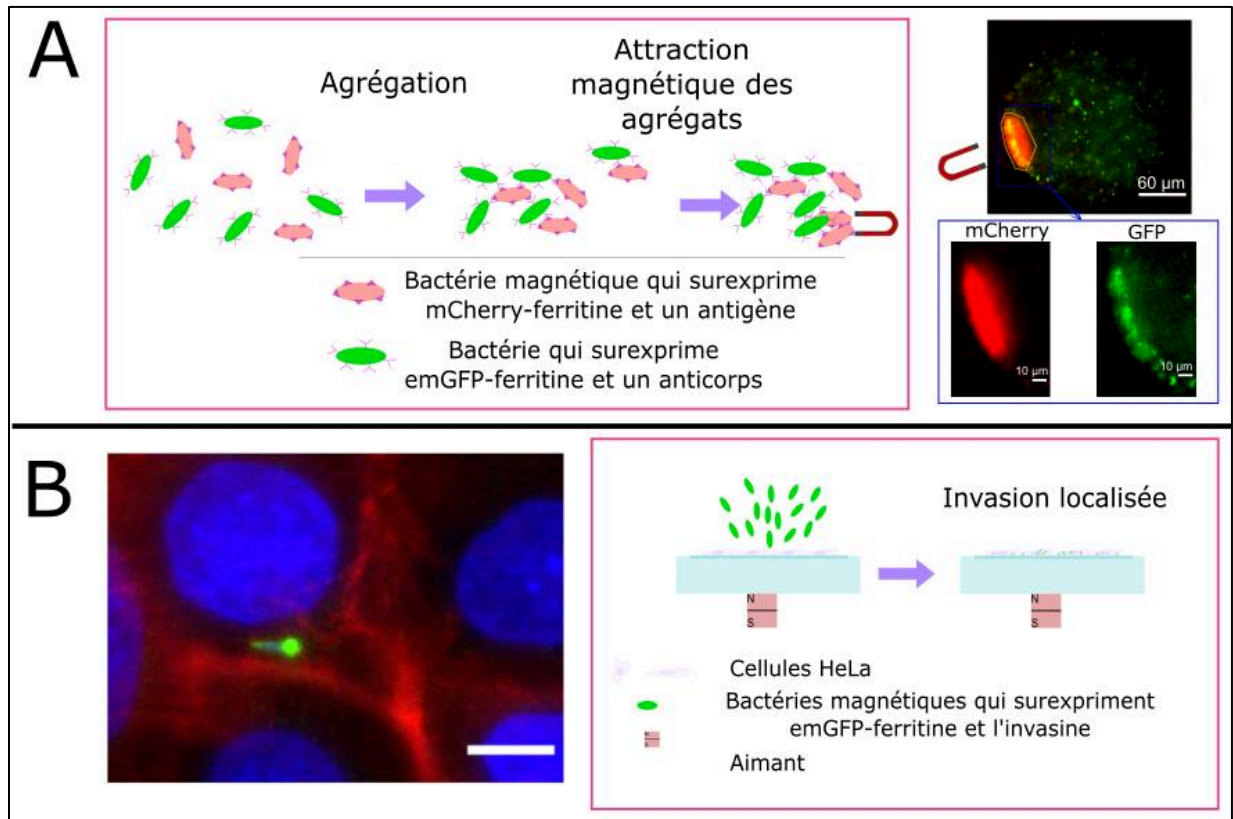 A
Agrégation
Attraction
magnétique des
agrégats
Bactérie magnétique qui surexprime
mCherry-ferritine et un antigène
Bactérie qui surexprime
emGFP-ferritine et un anticorps
60 µm
mCherry
GFP
10 µm
10 µm
B
Invasion localisée
N
S
N
S
Cellules HeLa
Bactéries magnétiques qui surexpriment
emGFP-ferritine et l'invasine
N
S
Aimant